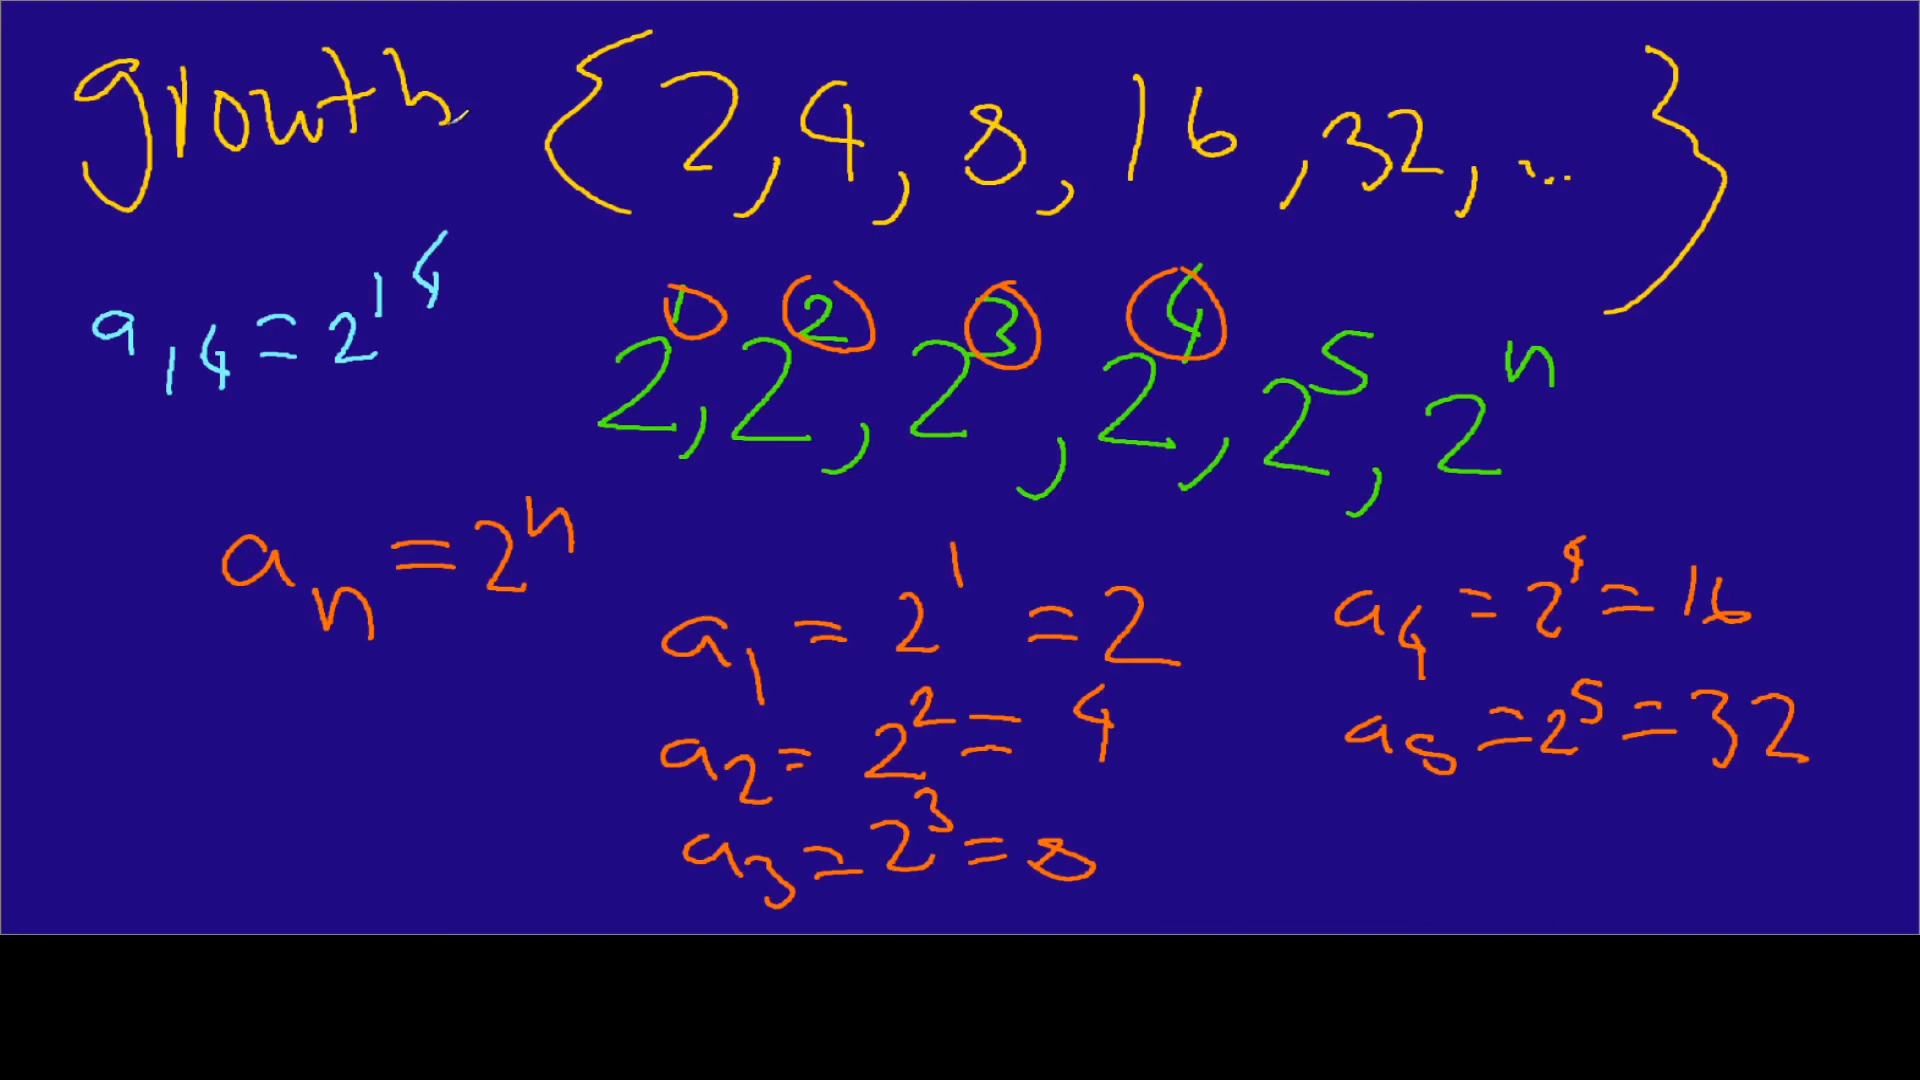 growth { 2, 4, 8, 16, 32, ... }
a₁₄ = 2¹⁴
2¹, 2², 2³, 2⁴, 2⁵, 2ⁿ
aₙ = 2ⁿ
a₁ = 2¹ = 2
a₂ = 2² = 4
a₃ = 2³ = 8
a₄ = 2⁴ = 16
a₅ = 2⁵ = 32